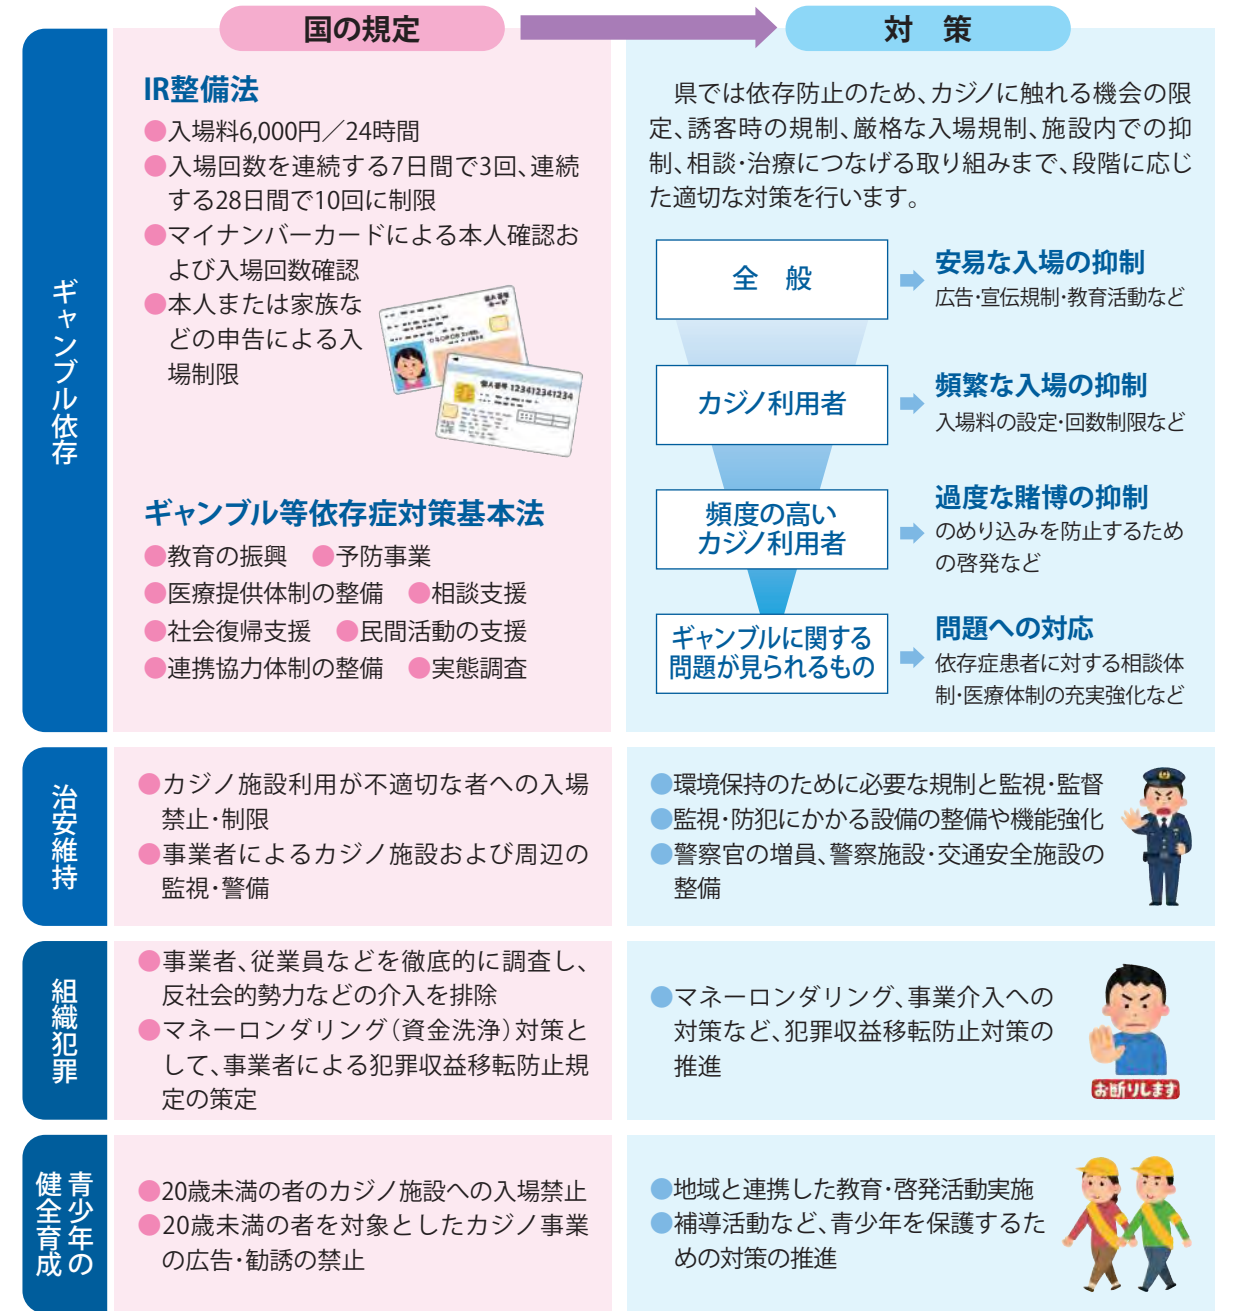 国の規定
対 策
ギャンブル依存
IR整備法
●入場料6,000円／24時間
●入場回数を連続する7日間で3回、連続
する28日間で10回に制限
●マイナンバーカードによる本人確認お
よび入場回数確認
●本人または家族な
どの申告による入
場制限
個人番号
カード
個人番号 123412341234
ギャンブル等依存症対策基本法
●教育の振興 ●予防事業
●医療提供体制の整備 ●相談支援
●社会復帰支援 ●民間活動の支援
●連携協力体制の整備 ●実態調査
県では依存防止のため、カジノに触れる機会の限
定、誘客時の規制、厳格な入場規制、施設内での抑
制、相談・治療につなげる取り組みまで、段階に応じ
た適切な対策を行います。
全 般
安易な入場の抑制
広告・宣伝規制・教育活動など
カジノ利用者
頻繁な入場の抑制
入場料の設定・回数制限など
頻度の高い
カジノ利用者
過度な賭博の抑制
のめり込みを防止するため
の啓発など
ギャンブルに関する
問題が見られるもの
問題への対応
依存症患者に対する相談体
制・医療体制の充実強化など
治安維持
●カジノ施設利用が不適切な者への入場
禁止・制限
●事業者によるカジノ施設および周辺の
監視・警備
●環境保持のために必要な規制と監視・監督
●監視・防犯にかかる設備の整備や機能強化
●警察官の増員、警察施設・交通安全施設の
整備
組織犯罪
●事業者、従業員などを徹底的に調査し、
反社会的勢力などの介入を排除
●マネーロンダリング（資金洗浄）対策と
して、事業者による犯罪収益移転防止規
定の策定
●マネーロンダリング、事業介入への
対策など、犯罪収益移転防止対策の
推進
お断りします
青少年の
健全育成
●20歳未満の者のカジノ施設への入場禁止
●20歳未満の者を対象としたカジノ事業
の広告・勧誘の禁止
●地域と連携した教育・啓発活動実施
●補導活動など、青少年を保護するた
めの対策の推進